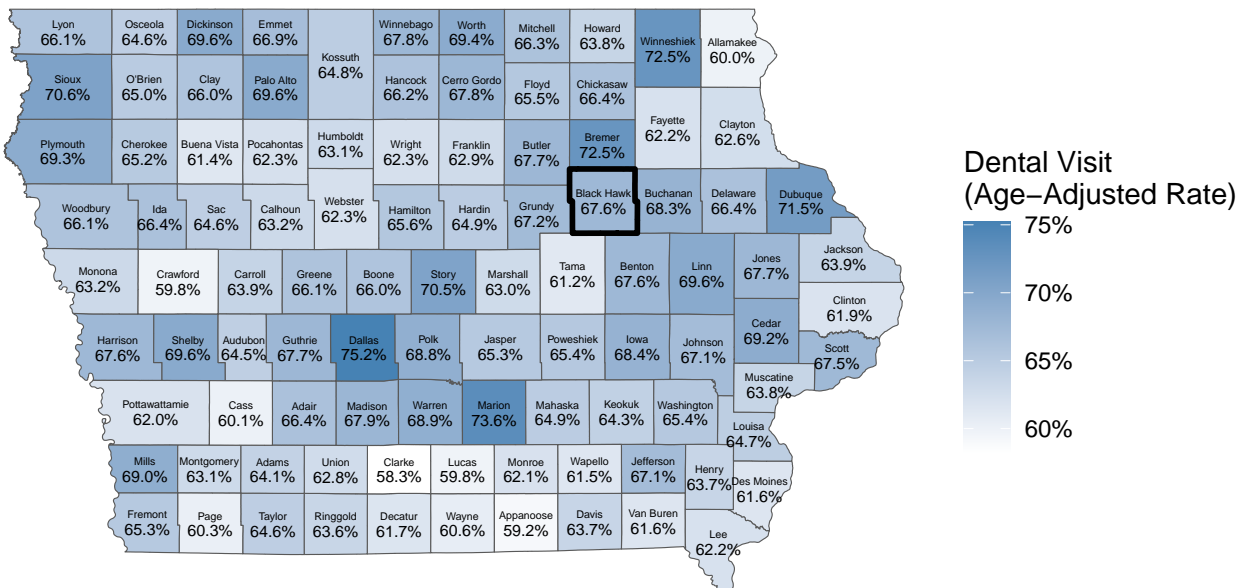 Lyon
66.1%
Osceola
64.6%
Dickinson
69.6%
Emmet
66.9%
Winnebago
67.8%
Worth
69.4%
Mitchell
66.3%
Howard
63.8%
Winneshiek
72.5%
Allamakee
60.0%
Kossuth
64.8%
Sioux
70.6%
O'Brien
65.0%
Clay
66.0%
Palo Alto
69.6%
Hancock
66.2%
Cerro Gordo
67.8%
Floyd
65.5%
Chickasaw
66.4%
Fayette
62.2%
Clayton
62.6%
Plymouth
69.3%
Cherokee
65.2%
Buena Vista
61.4%
Pocahontas
62.3%
Humboldt
63.1%
Wright
62.3%
Franklin
62.9%
Butler
67.7%
Bremer
72.5%
Woodbury
66.1%
Ida
66.4%
Sac
64.6%
Calhoun
63.2%
Webster
62.3%
Hamilton
65.6%
Hardin
64.9%
Grundy
67.2%
Black Hawk
67.6%
Buchanan
68.3%
Delaware
66.4%
Dubuque
71.5%
Monona
63.2%
Crawford
59.8%
Carroll
63.9%
Greene
66.1%
Boone
66.0%
Story
70.5%
Marshall
63.0%
Tama
61.2%
Benton
67.6%
Linn
69.6%
Jones
67.7%
Jackson
63.9%
Clinton
61.9%
Harrison
67.6%
Shelby
69.6%
Audubon
64.5%
Guthrie
67.7%
Dallas
75.2%
Polk
68.8%
Jasper
65.3%
Poweshiek
65.4%
Iowa
68.4%
Johnson
67.1%
Cedar
69.2%
Scott
67.5%
Muscatine
63.8%
Pottawattamie
62.0%
Cass
60.1%
Adair
66.4%
Madison
67.9%
Warren
68.9%
Marion
73.6%
Mahaska
64.9%
Keokuk
64.3%
Washington
65.4%
Louisa
64.7%
Mills
69.0%
Montgomery
63.1%
Adams
64.1%
Union
62.8%
Clarke
58.3%
Lucas
59.8%
Monroe
62.1%
Wapello
61.5%
Jefferson
67.1%
Henry
63.7%
Des Moines
61.6%
Fremont
65.3%
Page
60.3%
Taylor
64.6%
Ringgold
63.6%
Decatur
61.7%
Wayne
60.6%
Appanoose
59.2%
Davis
63.7%
Van Buren
61.6%
Lee
62.2%
Dental Visit
(Age−Adjusted Rate)
75%
70%
65%
60%